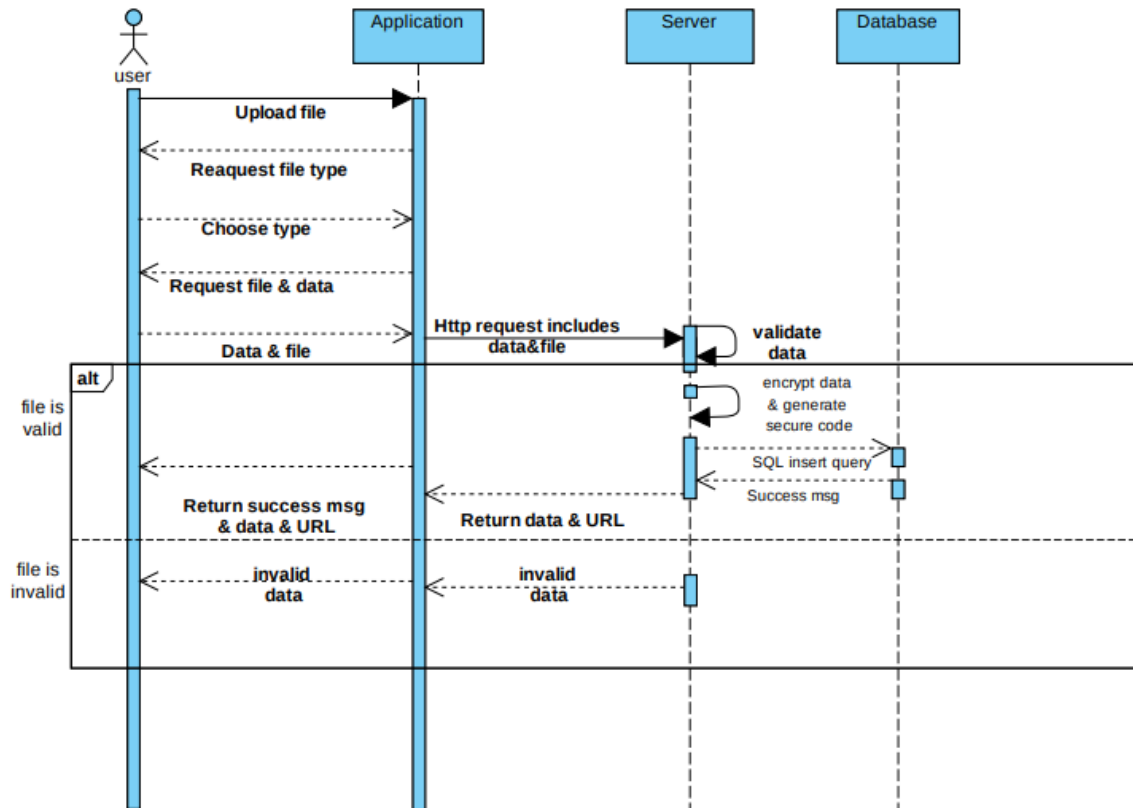 Application
Server
Database
user
Upload file
Reaquest file type
Choose type
Request file & data
Data & file
Http request includes
data&file
validate
data
alt
file is
valid
encrypt data
& generate
secure code
SQL insert query
Success msg
Return success msg
& data & URL
Return data & URL
file is
invalid
invalid
data
invalid
data